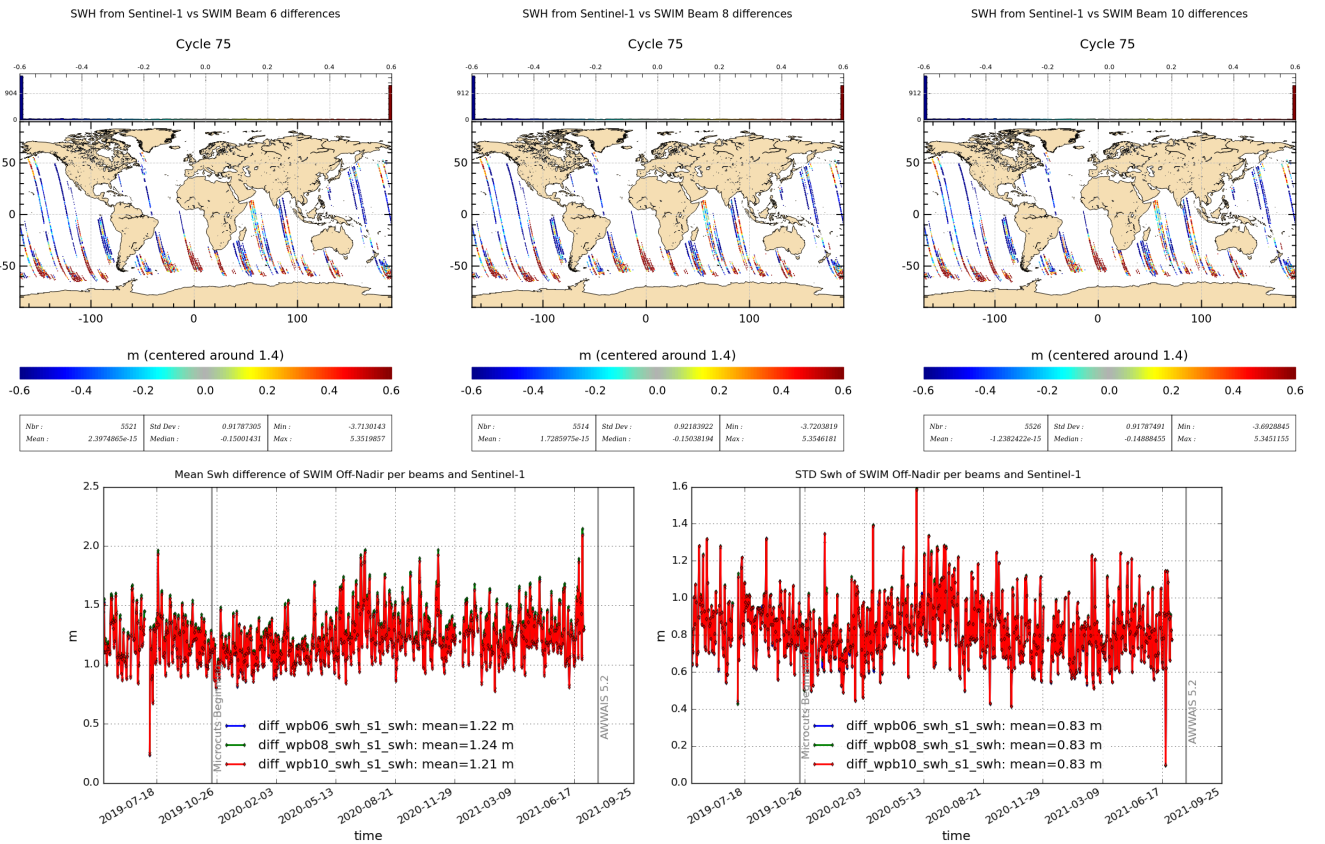 SWH from Sentinel-1 vs SWIM Beam 6 differences
Cycle 75
-0.6 -0.4 -0.2 0.0 0.2 0.4 0.6
904
0
50
0
-50
-100 0 100
m (centered around 1.4)
-0.6 -0.4 -0.2 0.0 0.2 0.4 0.6
Nbr : 5521 Std Dev : 0.91787305 Min : -3.7130143
Mean : 2.3974865e-15 Median : -0.15001431 Max : 5.3519857
SWH from Sentinel-1 vs SWIM Beam 8 differences
Cycle 75
-0.6 -0.4 -0.2 0.0 0.2 0.4 0.6
912
0
50
0
-50
-100 0 100
m (centered around 1.4)
-0.6 -0.4 -0.2 0.0 0.2 0.4 0.6
Nbr : 5514 Std Dev : 0.92183922 Min : -3.7203819
Mean : 1.7285975e-15 Median : -0.15038194 Max : 5.3546181
SWH from Sentinel-1 vs SWIM Beam 10 differences
Cycle 75
-0.6 -0.4 -0.2 0.0 0.2 0.4 0.6
912
0
50
0
-50
-100 0 100
m (centered around 1.4)
-0.6 -0.4 -0.2 0.0 0.2 0.4 0.6
Nbr : 5526 Std Dev : 0.91787491 Min : -3.6928845
Mean : -1.2382422e-15 Median : -0.14888455 Max : 5.3451155
Mean Swh difference of SWIM Off-Nadir per beams and Sentinel-1
2.5
2.0
1.5
1.0
0.5
0.0
m
Microcuts Begin
AWWAIS 5.2
diff_wpb06_swh_s1_swh: mean=1.22 m
diff_wpb08_swh_s1_swh: mean=1.24 m
diff_wpb10_swh_s1_swh: mean=1.21 m
2019-07-18 2019-10-26 2020-02-03 2020-05-13 2020-08-21 2020-11-29 2021-03-09 2021-06-17 2021-09-25
time
STD Swh of SWIM Off-Nadir per beams and Sentinel-1
1.6
1.4
1.2
1.0
0.8
0.6
0.4
0.2
0.0
m
Microcuts Begin
AWWAIS 5.2
diff_wpb06_swh_s1_swh: mean=0.83 m
diff_wpb08_swh_s1_swh: mean=0.83 m
diff_wpb10_swh_s1_swh: mean=0.83 m
2019-07-18 2019-10-26 2020-02-03 2020-05-13 2020-08-21 2020-11-29 2021-03-09 2021-06-17 2021-09-25
time